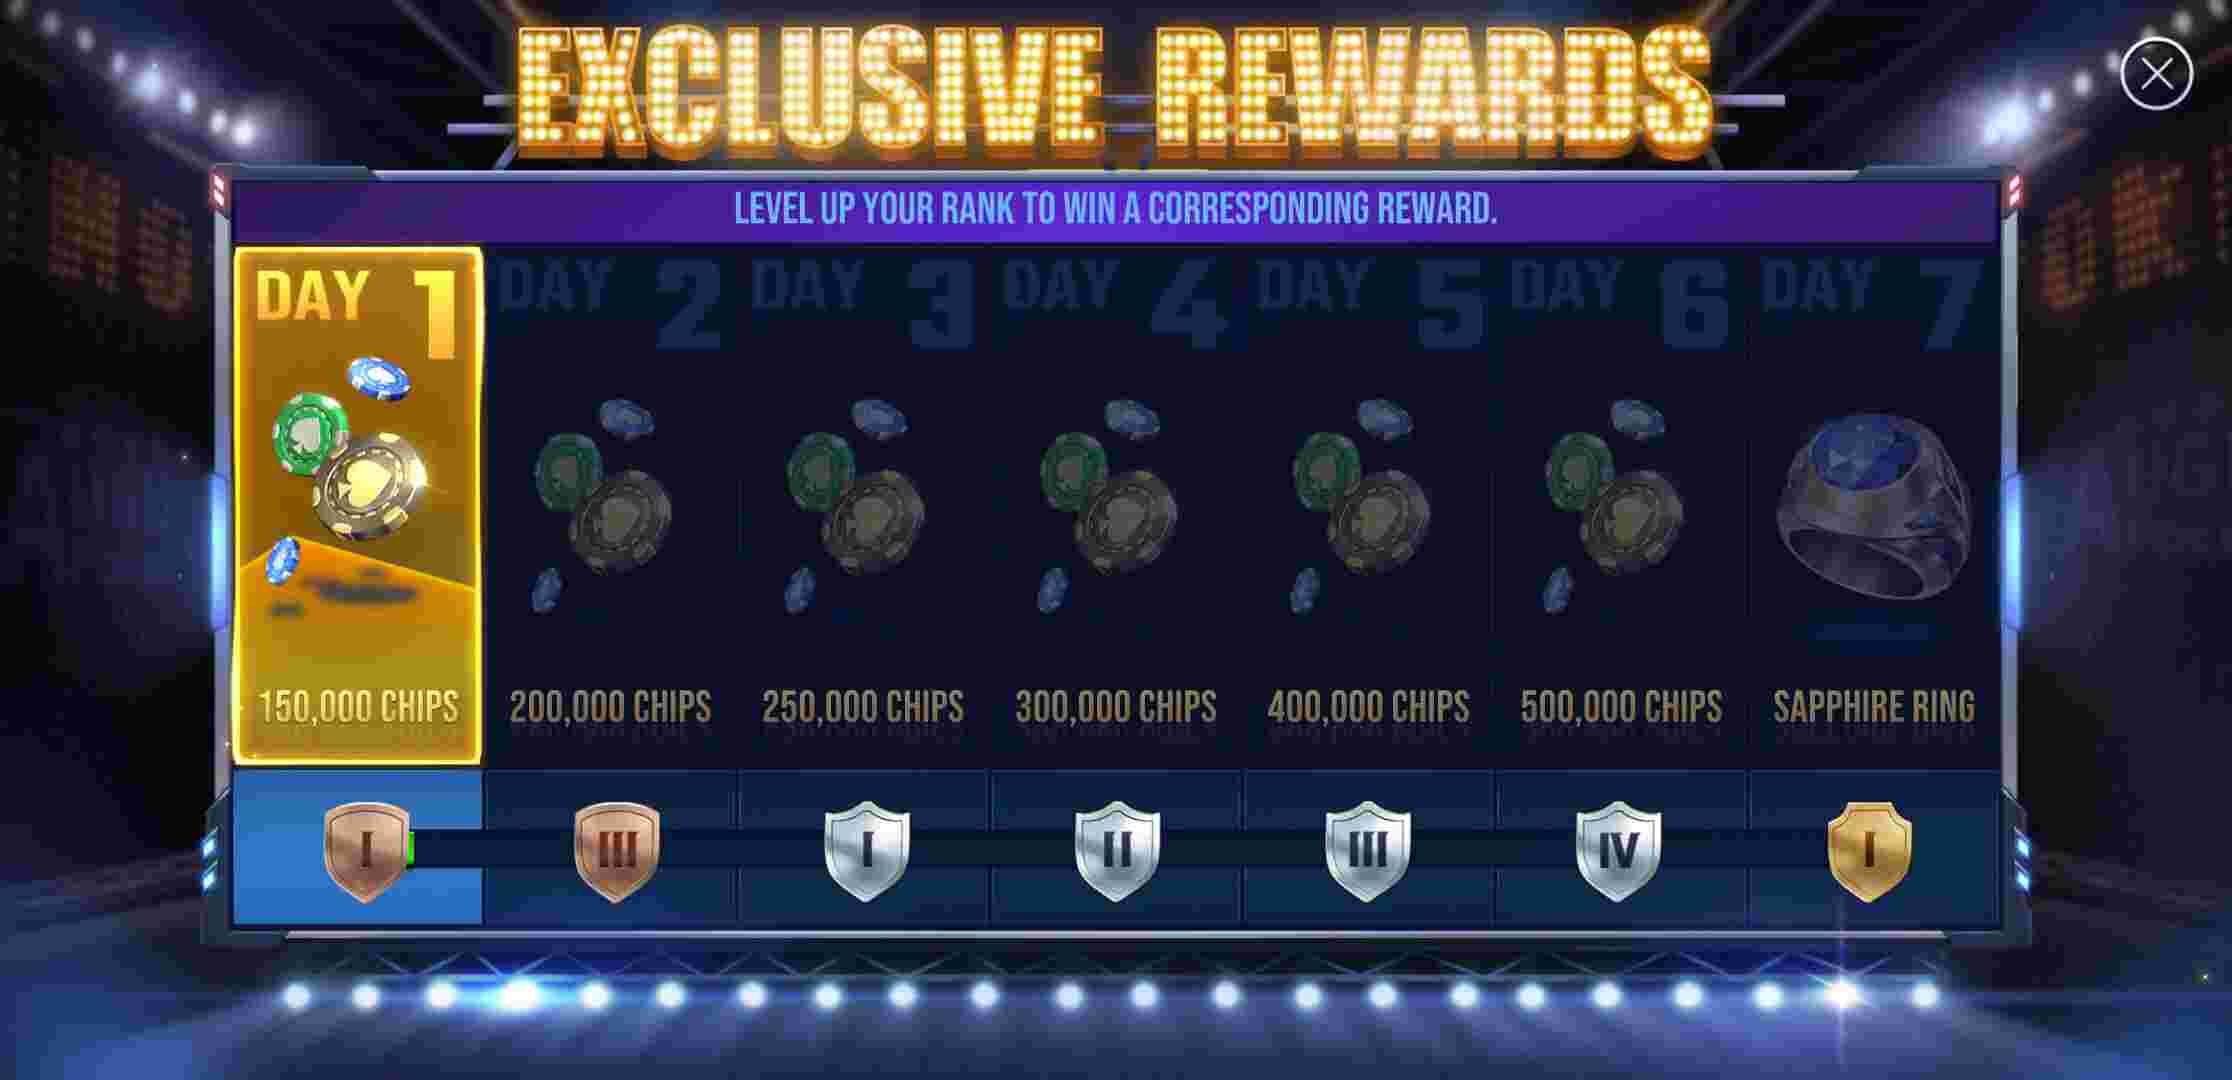 EXCLUSIVE REWARDS
LEVEL UP YOUR RANK TO WIN A CORRESPONDING REWARD.
DAY 1
DAY 2
DAY 3
DAY 4
DAY 5
DAY 6
DAY 7
150,000 CHIPS
200,000 CHIPS
250,000 CHIPS
300,000 CHIPS
400,000 CHIPS
500,000 CHIPS
SAPPHIRE RING
I
III
I
II
III
IV
I